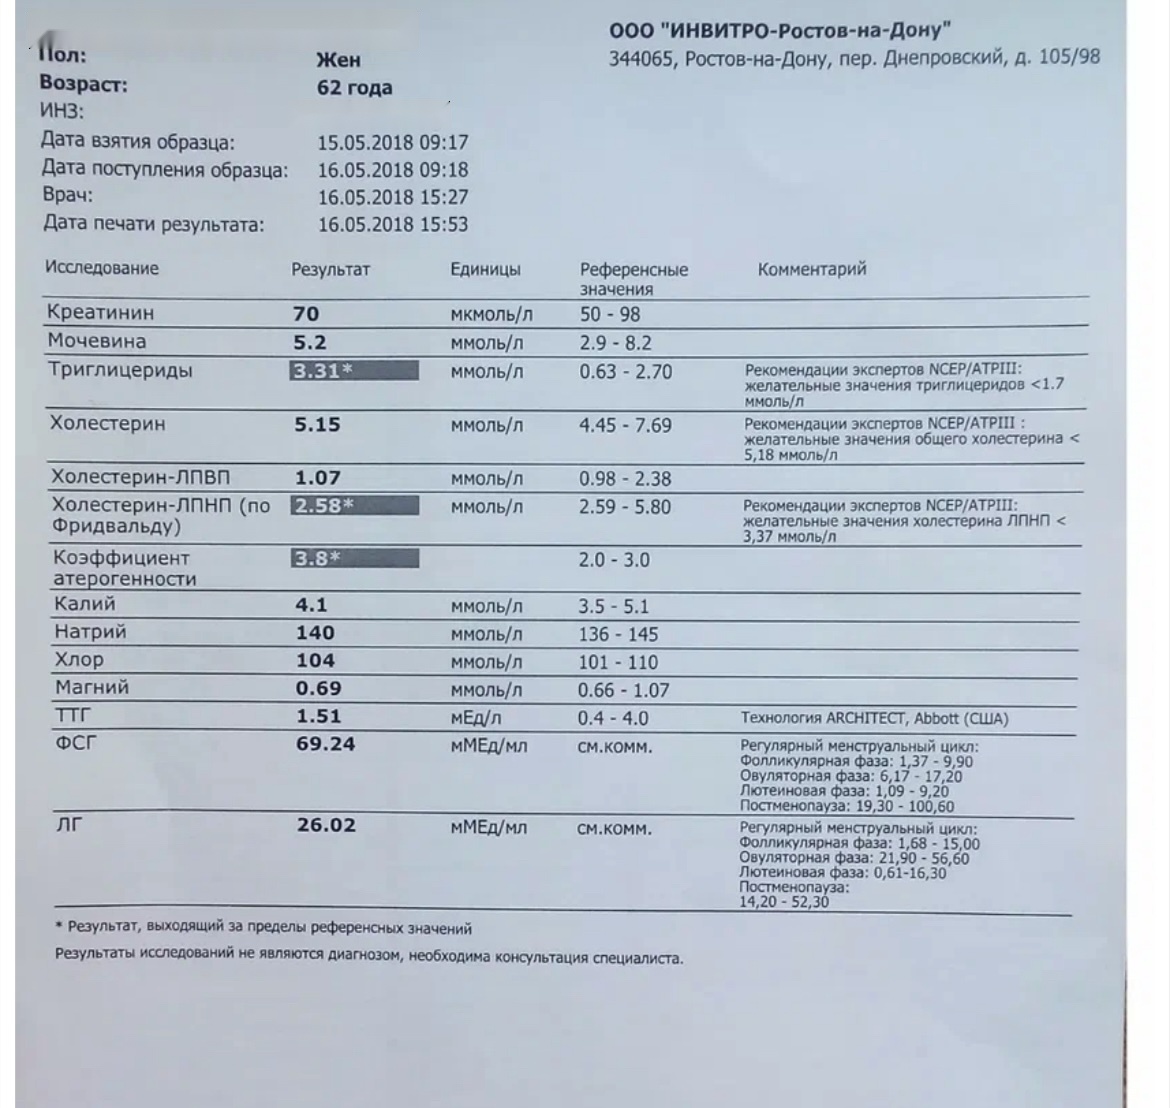 ООО "ИНВИТРО-Ростов-на-Дону"
344065, Ростов-на-Дону, пер. Днепровский, д. 105/98
Пол: Жен
Возраст: 62 года
ИНЗ:
Дата взятия образца: 15.05.2018 09:17
Дата поступления образца: 16.05.2018 09:18
Врач: 16.05.2018 15:27
Дата печати результата: 16.05.2018 15:53
Исследование Результат Единицы Референсные значения Комментарий
Креатинин 70 мкмоль/л 50 - 98
Мочевина 5.2 ммоль/л 2.9 - 8.2
Триглицериды 3.31* ммоль/л 0.63 - 2.70 Рекомендации экспертов NCEP/ATPIII:
желательные значения триглицеридов <1.7
ммоль/л
Холестерин 5.15 ммоль/л 4.45 - 7.69 Рекомендации экспертов NCEP/ATPIII :
желательные значения общего холестерина <
5,18 ммоль/л
Холестерин-ЛПВП 1.07 ммоль/л 0.98 - 2.38
Холестерин-ЛПНП (по 2.58* ммоль/л 2.59 - 5.80 Рекомендации экспертов NCEP/ATPIII:
Фридвальду) желательные значения холестерина ЛПНП <
3,37 ммоль/л
Коэффициент 3.8* 2.0 - 3.0
атерогенности
Калий 4.1 ммоль/л 3.5 - 5.1
Натрий 140 ммоль/л 136 - 145
Хлор 104 ммоль/л 101 - 110
Магний 0.69 ммоль/л 0.66 - 1.07
ТТГ 1.51 мЕд/л 0.4 - 4.0 Технология ARCHITECT, Abbott (США)
ФСГ 69.24 мМЕд/мл см.комм. Регулярный менструальный цикл:
Фолликулярная фаза: 1,37 - 9,90
Овуляторная фаза: 6,17 - 17,20
Лютеиновая фаза: 1,09 - 9,20
Постменопауза: 19,30 - 100,60
ЛГ 26.02 мМЕд/мл см.комм. Регулярный менструальный цикл:
Фолликулярная фаза: 1,68 - 15,00
Овуляторная фаза: 21,90 - 56,60
Лютеиновая фаза: 0,61-16,30
Постменопауза:
14,20 - 52,30
* Результат, выходящий за пределы референсных значений
Результаты исследований не являются диагнозом, необходима консультация специалиста.